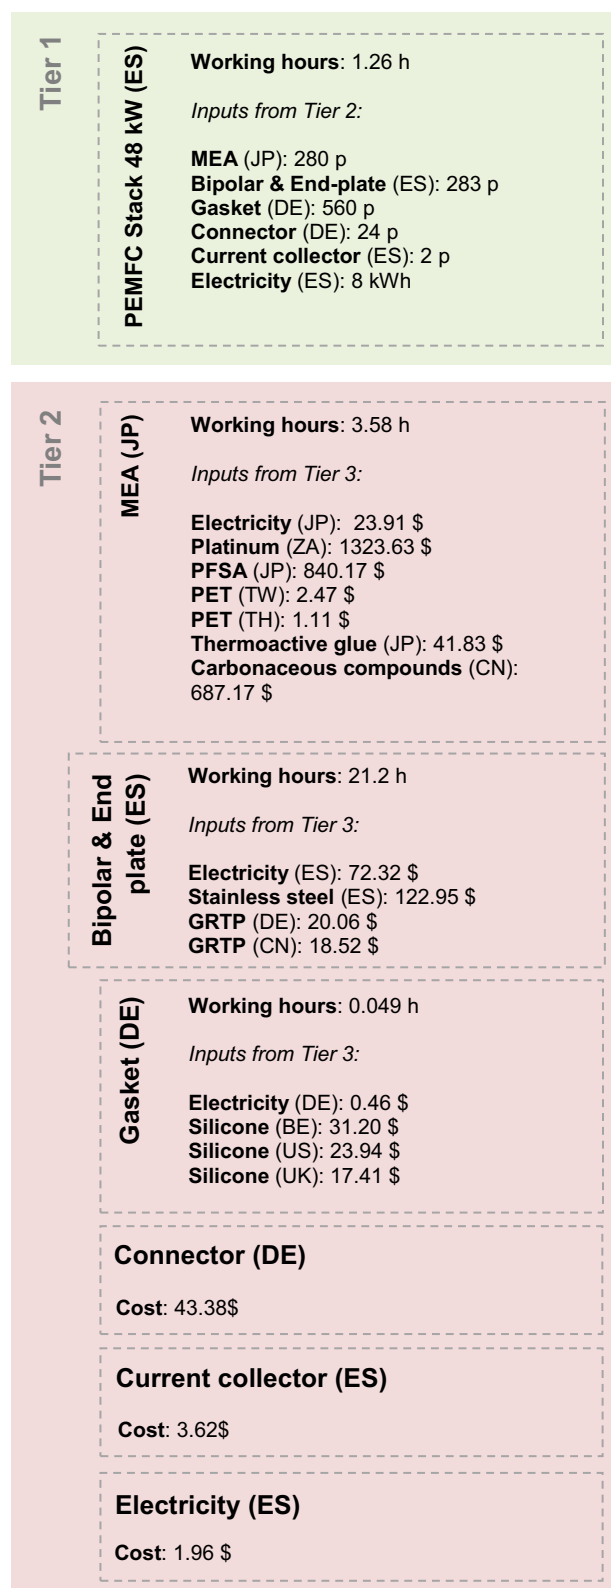 Tier 1
PEMFC Stack 48 kW (ES)
Working hours: 1.26 h
Inputs from Tier 2:
MEA (JP): 280 p
Bipolar & End-plate (ES): 283 p
Gasket (DE): 560 p
Connector (DE): 24 p
Current collector (ES): 2 p
Electricity (ES): 8 kWh
Tier 2
MEA (JP)
Working hours: 3.58 h
Inputs from Tier 3:
Electricity (JP):  23.91 $
Platinum (ZA): 1323.63 $
PFSA (JP): 840.17 $
PET (TW): 2.47 $
PET (TH): 1.11 $
Thermoactive glue (JP): 41.83 $
Carbonaceous compounds (CN):
687.17 $
Bipolar & End
plate (ES)
Working hours: 21.2 h
Inputs from Tier 3:
Electricity (ES): 72.32 $
Stainless steel (ES): 122.95 $
GRTP (DE): 20.06 $
GRTP (CN): 18.52 $
Gasket (DE)
Working hours: 0.049 h
Inputs from Tier 3:
Electricity (DE): 0.46 $
Silicone (BE): 31.20 $
Silicone (US): 23.94 $
Silicone (UK): 17.41 $
Connector (DE)
Cost: 43.38$
Current collector (ES)
Cost: 3.62$
Electricity (ES)
Cost: 1.96 $